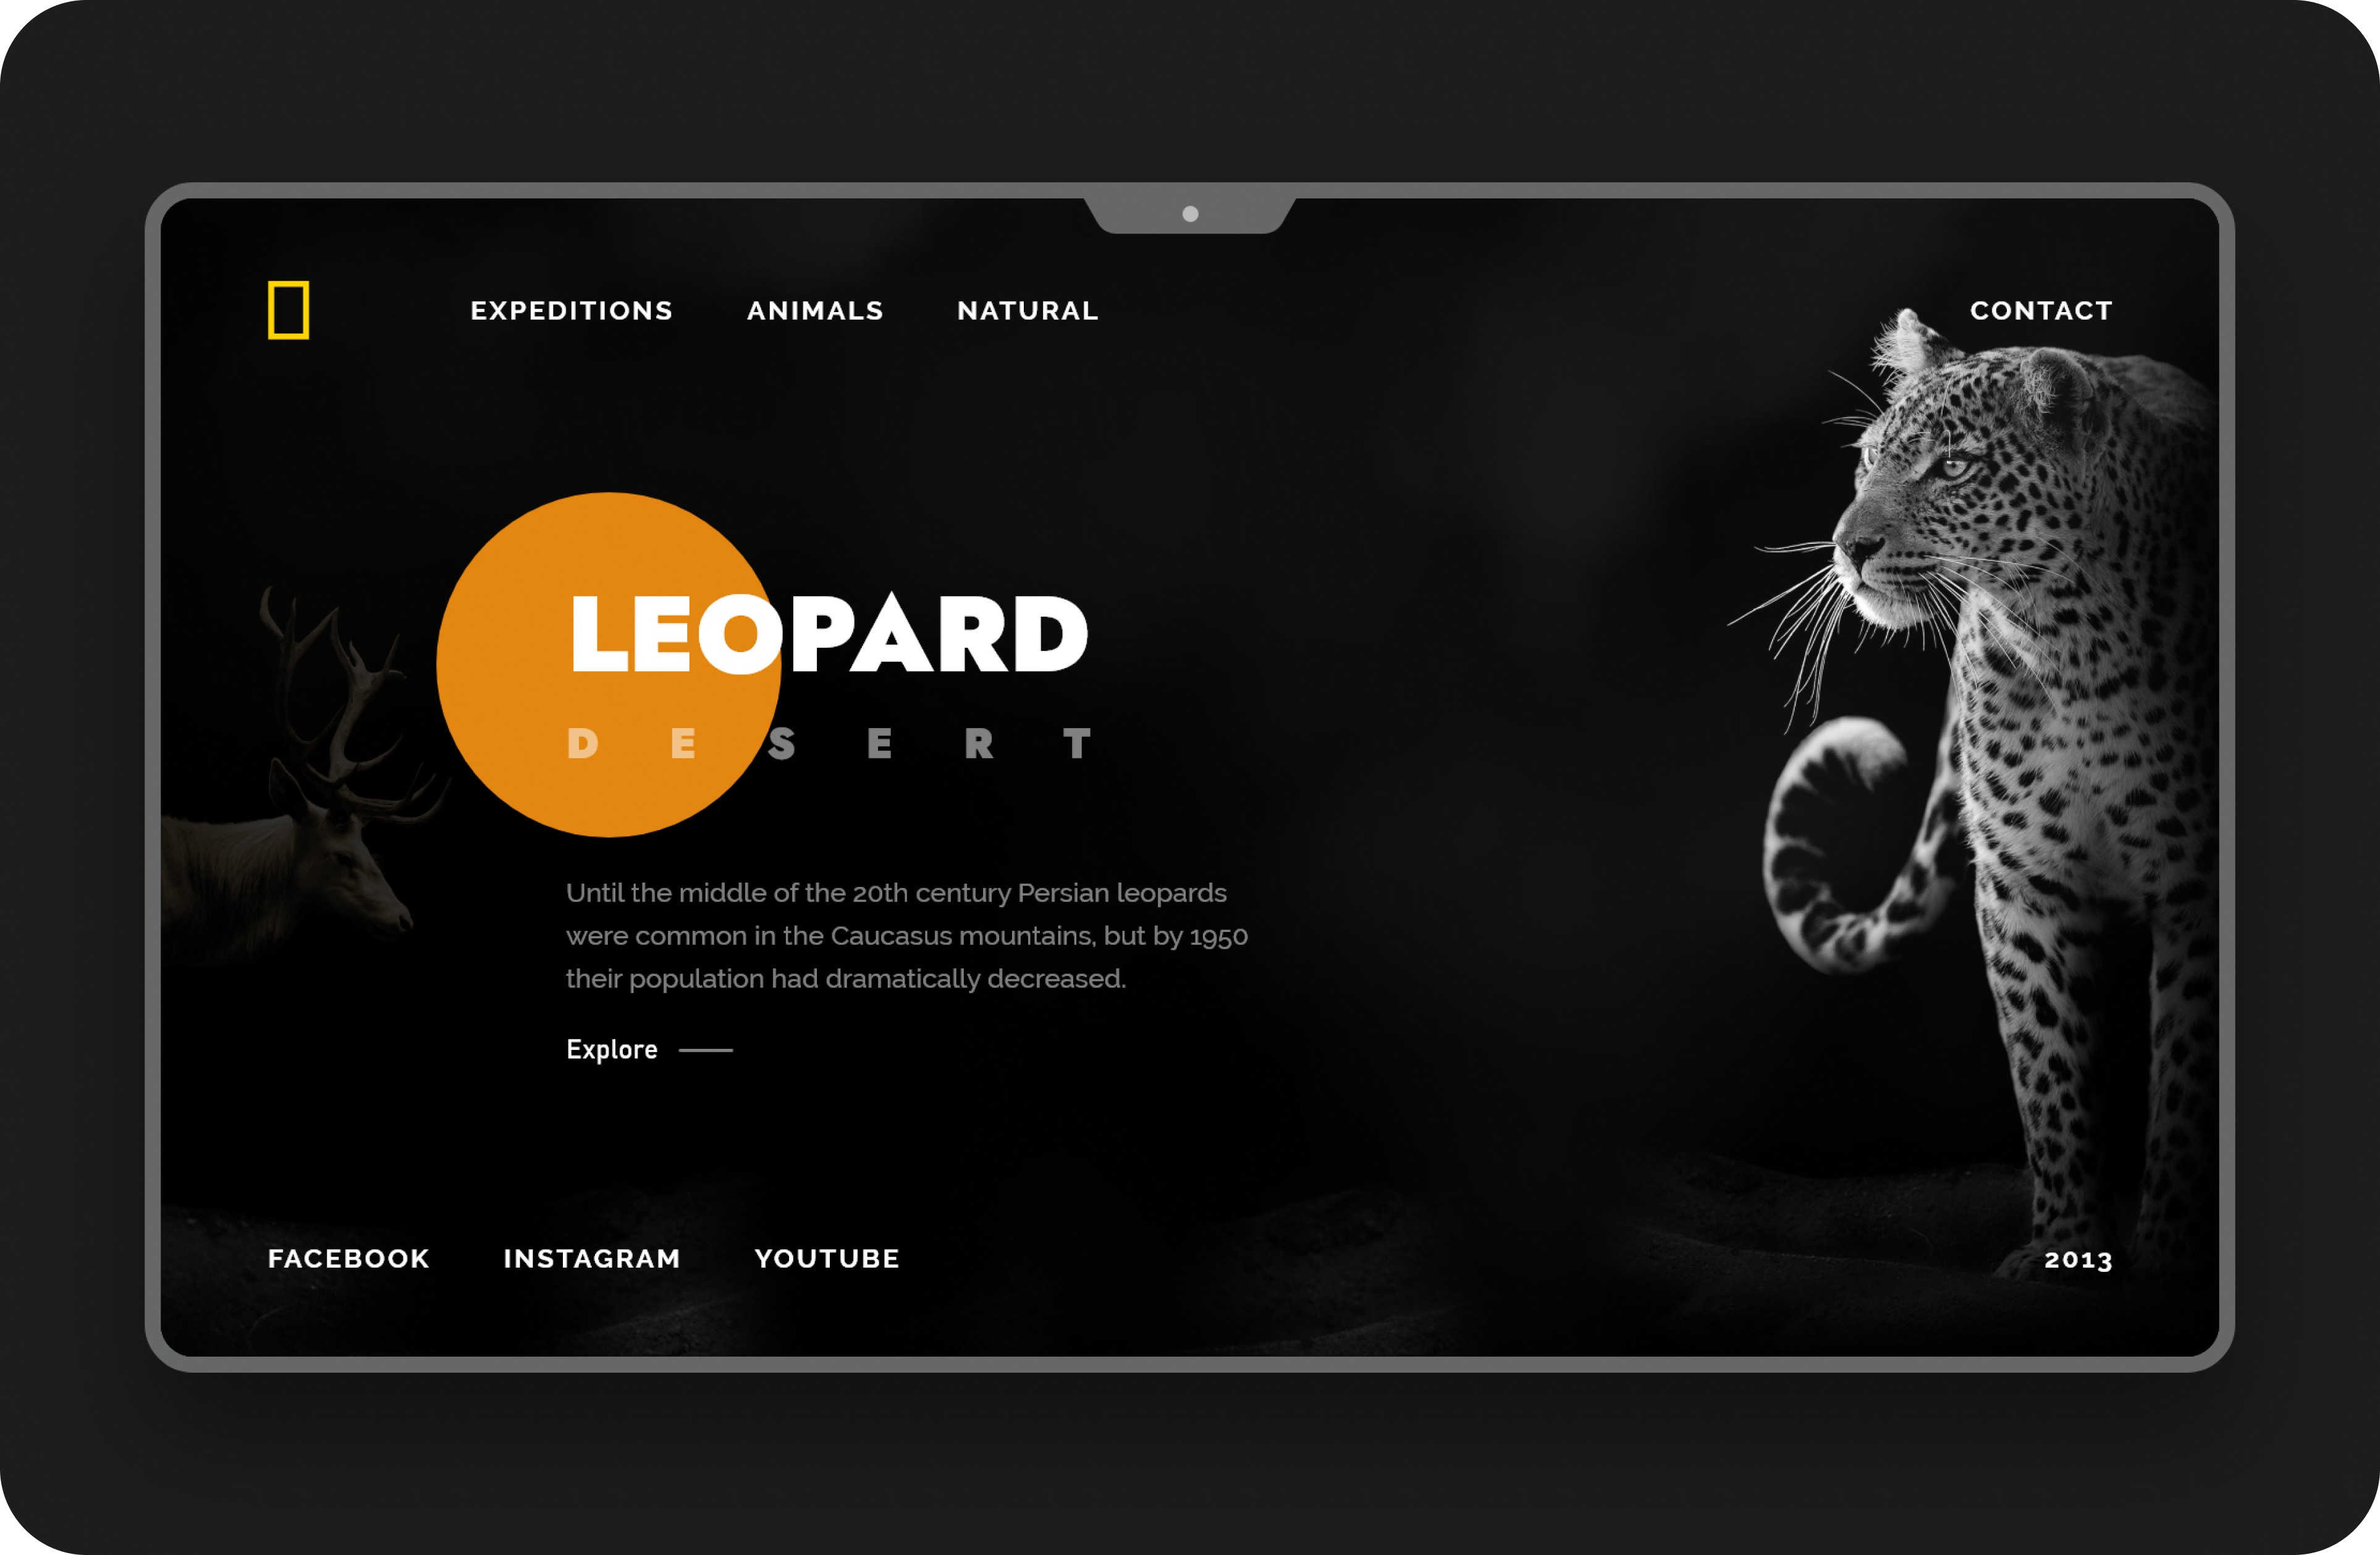 EXPEDITIONS ANIMALS NATURAL CONTACT
LEOPARD
DESERT
Until the middle of the 20th century Persian leopards
were common in the Caucasus mountains, but by 1950
their population had dramatically decreased.
Explore
FACEBOOK INSTAGRAM YOUTUBE 2013